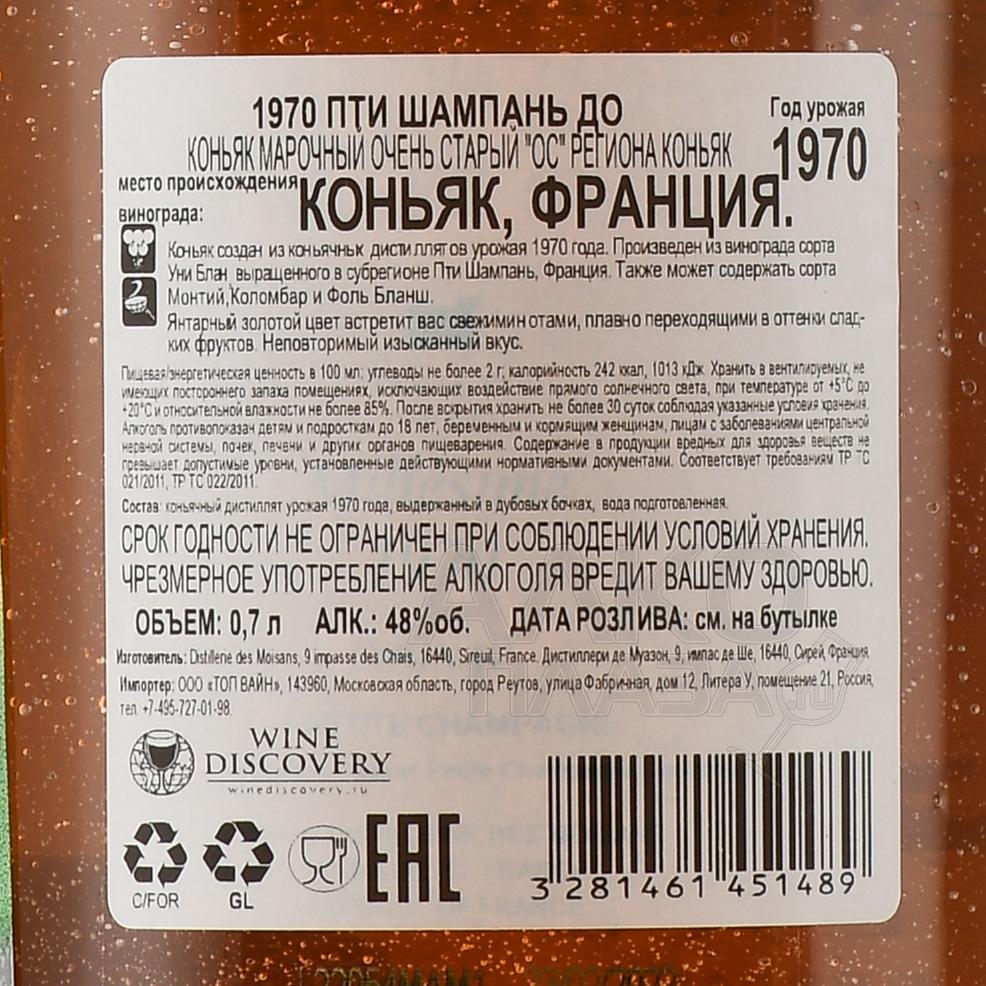 1970 ПТИ ШАМПАНЬ ДО
Год урожая
1970
КОНЬЯК МАРОЧНЫЙ ОЧЕНЬ СТАРЫЙ "ОС" РЕГИОНА КОНЬЯК
место происхождения
винограда:
КОНЬЯК, ФРАНЦИЯ.
Коньяк создан из коньячных дистиллятов урожая 1970 года. Произведен из винограда сорта
Уни Блан, выращенного в субрегионе Пти Шампань, Франция. Также может содержать сорта
Монтий,Коломбар и Фоль Бланш.
Янтарный золотой цвет встретит вас свежими нотами, плавно переходящими в оттенки слад-
ких фруктов. Неповторимый изысканный вкус.
Пищевая/энергетическая ценность в 100 мл: углеводы не более 2 г; калорийность 242 ккал, 1013 кДж. Хранить в вентилируемых, не
имеющих постороннего запаха помещениях, исключающих воздействие прямого солнечного света, при температуре от +5°С до
+20°С и относительной влажности не более 85%. После вскрытия хранить не более 30 суток соблюдая указанные условия хранения.
Алкоголь противопоказан детям и подросткам до 18 лет, беременным и кормящим женщинам, лицам с заболеваниями центральной
нервной системы, почек, печени и других органов пищеварения. Содержание в продукции вредных для здоровья веществ не
превышает допустимые уровни, установленные действующими нормативными документами. Соответствует требованиям ТР ТС
021/2011, ТР ТС 022/2011.
Состав: коньячный дистиллят урожая 1970 года, выдержанный в дубовых бочках, вода подготовленная.
СРОК ГОДНОСТИ НЕ ОГРАНИЧЕН ПРИ СОБЛЮДЕНИИ УСЛОВИЙ ХРАНЕНИЯ.
ЧРЕЗМЕРНОЕ УПОТРЕБЛЕНИЕ АЛКОГОЛЯ ВРЕДИТ ВАШЕМУ ЗДОРОВЬЮ.
ОБЪЕМ: 0,7 л АЛК.: 48%об. ДАТА РОЗЛИВА: см. на бутылке
Изготовитель: Distillerie des Moisans, 9 impasse des Chais, 16440, Sireuil, France. Дистиллери де Муазон, 9, импас де Ше, 16440, Сирей, Франция.
Импортер: ООО «ТОП ВАЙН», 143960, Московская область, город Реутов, улица Фабричная, дом 12, Литера У, помещение 21, Россия,
тел. +7-495-727-01-98.
WINE
DISCOVERY
winediscovery.ru
C/FOR
GL
EAC
3 281461 451489
АЛКО
ПЛАЗА.ru